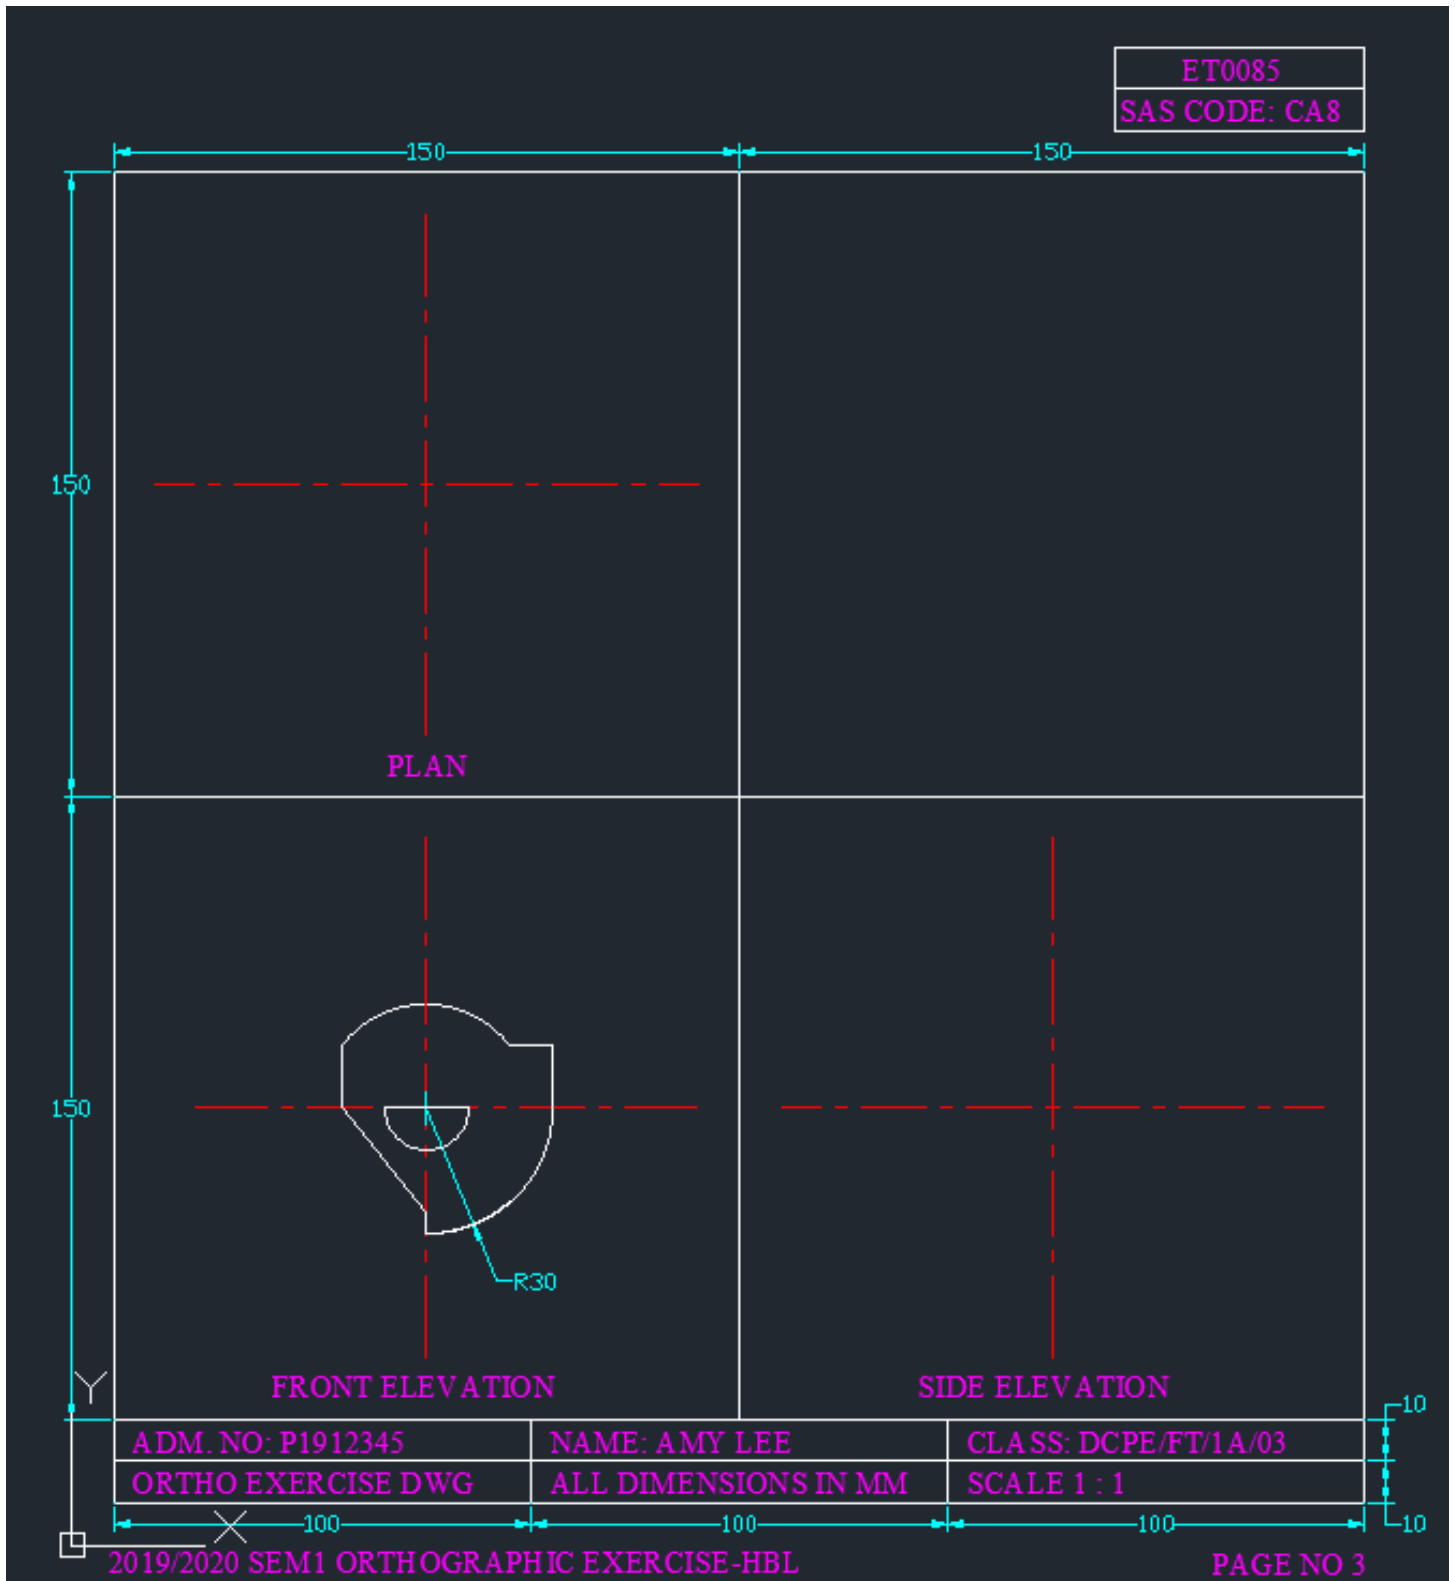 ET0085
SAS CODE: CA8
150 150
150
PLAN
150
R30
FRONT ELEVATION SIDE ELEVATION
Y
10
ADM. NO: P1912345 NAME: AMY LEE CLASS: DCPE/FT/1A/03
ORTHO EXERCISE DWG ALL DIMENSIONS IN MM SCALE 1 : 1
X 100 100 100 10
2019/2020 SEM1 ORTHOGRAPHIC EXERCISE-HBL PAGE NO 3